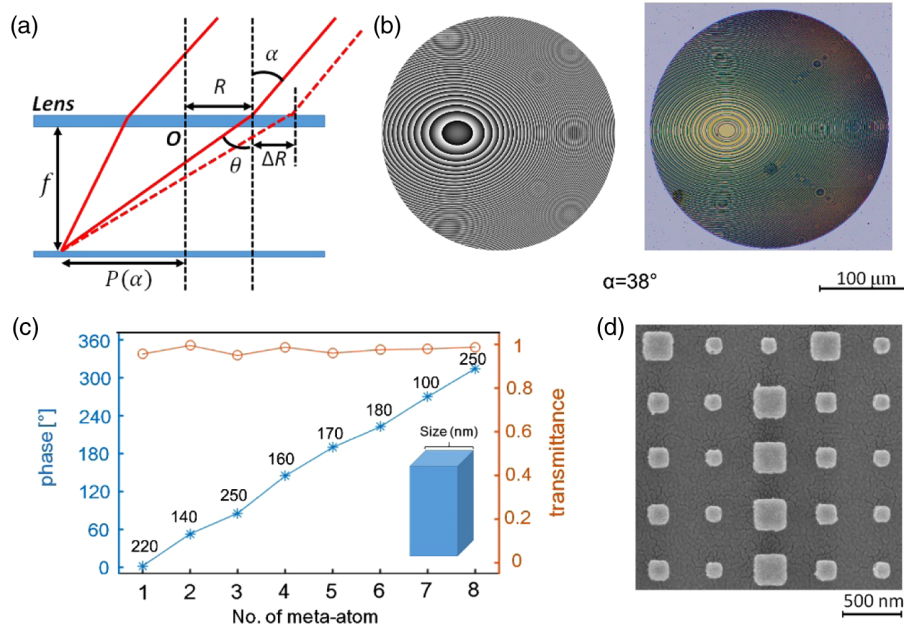 (a)
α
Lens
R
O
θ
ΔR
f
P(α)
(b)
α=38°
100 μm
(c)
360
300
240
180
120
60
0
phase [°]
220
140
250
160
170
180
100
250
Size (nm)
1
0.8
0.6
0.4
0.2
0
transmittance
1 2 3 4 5 6 7 8
No. of meta-atom
(d)
500 nm